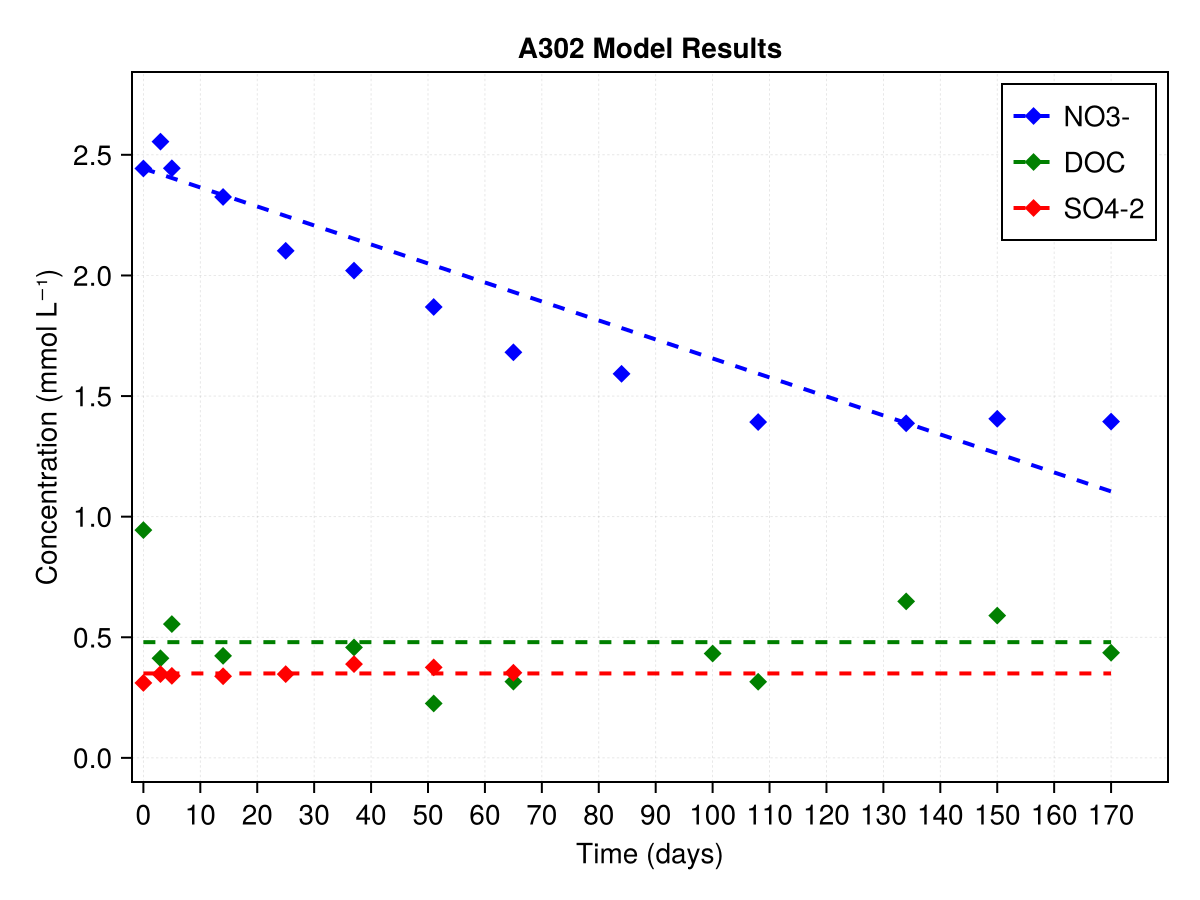 A302 Model Results
NO3-
DOC
SO4-2
Concentration (mmol L⁻¹)
2.5
2.0
1.5
1.0
0.5
0.0
0 10 20 30 40 50 60 70 80 90 100 110 120 130 140 150 160 170
Time (days)